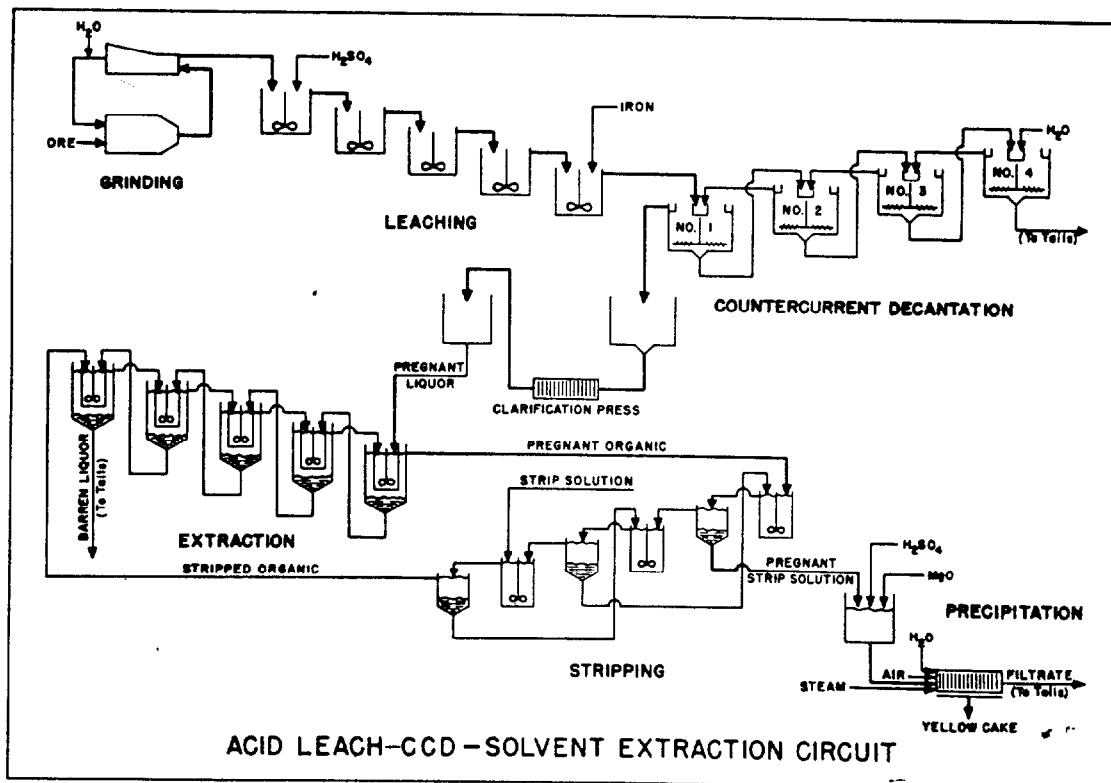 H2O
H2SO4
ORE
GRINDING
LEACHING
IRON
H2O
NO. 1
NO. 2
NO. 3
NO. 4
(To Tails)
COUNTERCURRENT DECANTATION
PREGNANT
LIQUOR
CLARIFICATION PRESS
BARREN LIQUOR
(To Tails)
EXTRACTION
PREGNANT ORGANIC
STRIP SOLUTION
STRIPPED ORGANIC
PREGNANT
STRIP SOLUTION
STRIPPING
H2SO4
MgO
PRECIPITATION
H2O
AIR
STEAM
FILTRATE
(To Tails)
YELLOW CAKE
ACID LEACH-CCD-SOLVENT EXTRACTION CIRCUIT